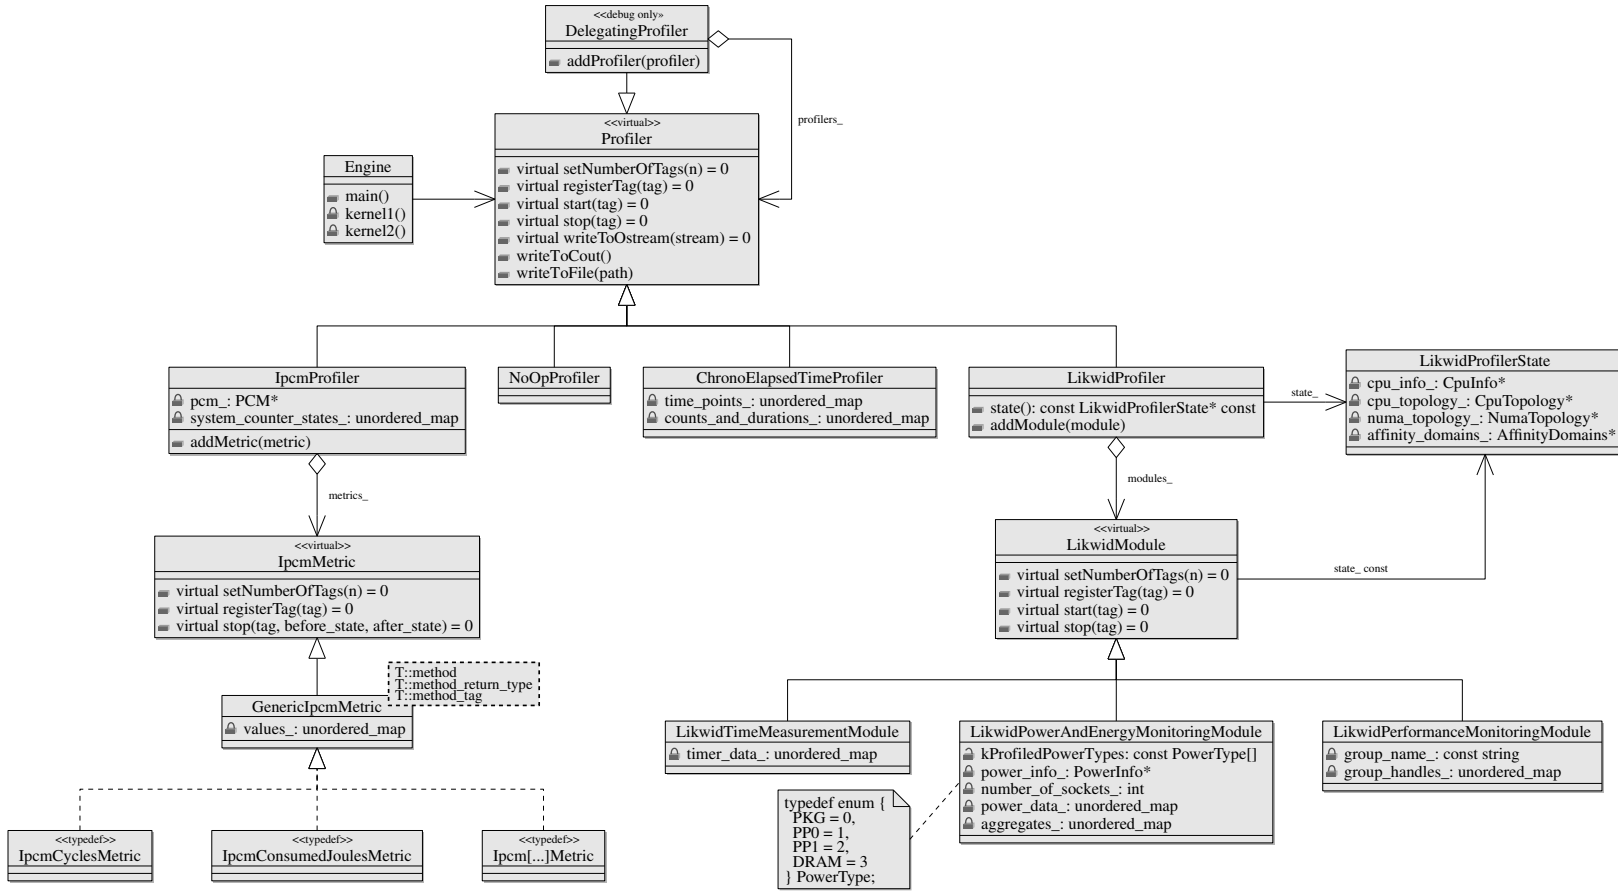 <<debug only>>
DelegatingProfiler
addProfiler(profiler)
profilers_
<<virtual>>
Profiler
virtual setNumberOfTags(n) = 0
virtual registerTag(tag) = 0
virtual start(tag) = 0
virtual stop(tag) = 0
virtual writeToOstream(stream) = 0
writeToCout()
writeToFile(path)
Engine
main()
kernel1()
kernel2()
IpcmProfiler
pcm_: PCM*
system_counter_states_: unordered_map
addMetric(metric)
NoOpProfiler
ChronoElapsedTimeProfiler
time_points_: unordered_map
counts_and_durations_: unordered_map
LikwidProfiler
state(): const LikwidProfilerState* const
addModule(module)
state_
LikwidProfilerState
cpu_info_: CpuInfo*
cpu_topology_: CpuTopology*
numa_topology_: NumaTopology*
affinity_domains_: AffinityDomains*
metrics_
modules_
<<virtual>>
IpcmMetric
virtual setNumberOfTags(n) = 0
virtual registerTag(tag) = 0
virtual stop(tag, before_state, after_state) = 0
<<virtual>>
LikwidModule
virtual setNumberOfTags(n) = 0
virtual registerTag(tag) = 0
virtual start(tag) = 0
virtual stop(tag) = 0
state_ const
T::method
T::method_return_type
T::method_tag
GenericIpcmMetric
values_: unordered_map
LikwidTimeMeasurementModule
timer_data_: unordered_map
LikwidPowerAndEnergyMonitoringModule
kProfiledPowerTypes: const PowerType[]
power_info_: PowerInfo*
number_of_sockets_: int
power_data_: unordered_map
aggregates_: unordered_map
LikwidPerformanceMonitoringModule
group_name_: const string
group_handles_: unordered_map
typedef enum {
PKG = 0,
PP0 = 1,
PP1 = 2,
DRAM = 3
} PowerType;
<<typedef>>
IpcmCyclesMetric
<<typedef>>
IpcmConsumedJoulesMetric
<<typedef>>
Ipcm[...]Metric